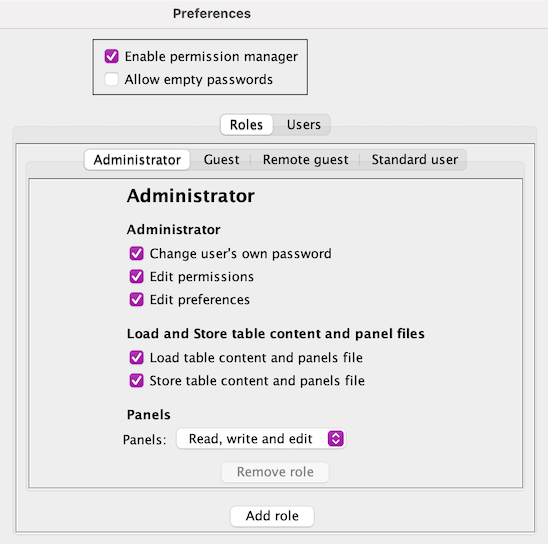 Preferences
Enable permission manager
Allow empty passwords
Roles Users
Administrator Guest Remote guest Standard user
Administrator
Administrator
Change user's own password
Edit permissions
Edit preferences
Load and Store table content and panel files
Load table content and panels file
Store table content and panels file
Panels
Panels: Read, write and edit
Remove role
Add role